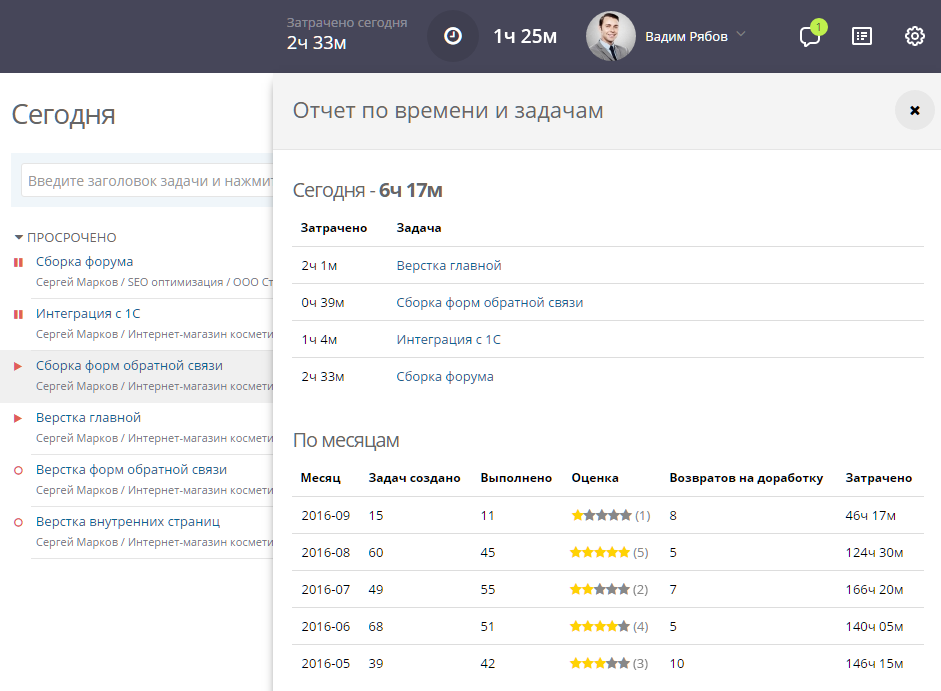 Затрачено сегодня
2ч 33м
1ч 25м
Вадим Рябов
1
Сегодня
Введите заголовок задачи и нажмит
ПРОСРОЧЕНО
Сборка форума
Сергей Марков / SEO оптимизация / ООО Ст
Интеграция с 1С
Сергей Марков / Интернет-магазин космети
Сборка форм обратной связи
Сергей Марков / Интернет-магазин космети
Верстка главной
Сергей Марков / Интернет-магазин космети
Верстка форм обратной связи
Сергей Марков / Интернет-магазин космети
Верстка внутренних страниц
Сергей Марков / Интернет-магазин космети
Отчет по времени и задачам
Сегодня - 6ч 17м
Затрачено Задача
2ч 1м Верстка главной
0ч 39м Сборка форм обратной связи
1ч 4м Интеграция с 1С
2ч 33м Сборка форума
По месяцам
Месяц Задач создано Выполнено Оценка Возвратов на доработку Затрачено
2016-09 15 11 (1) 8 46ч 17м
2016-08 60 45 (5) 5 124ч 30м
2016-07 49 55 (2) 7 166ч 20м
2016-06 68 51 (4) 5 140ч 05м
2016-05 39 42 (3) 10 146ч 15м